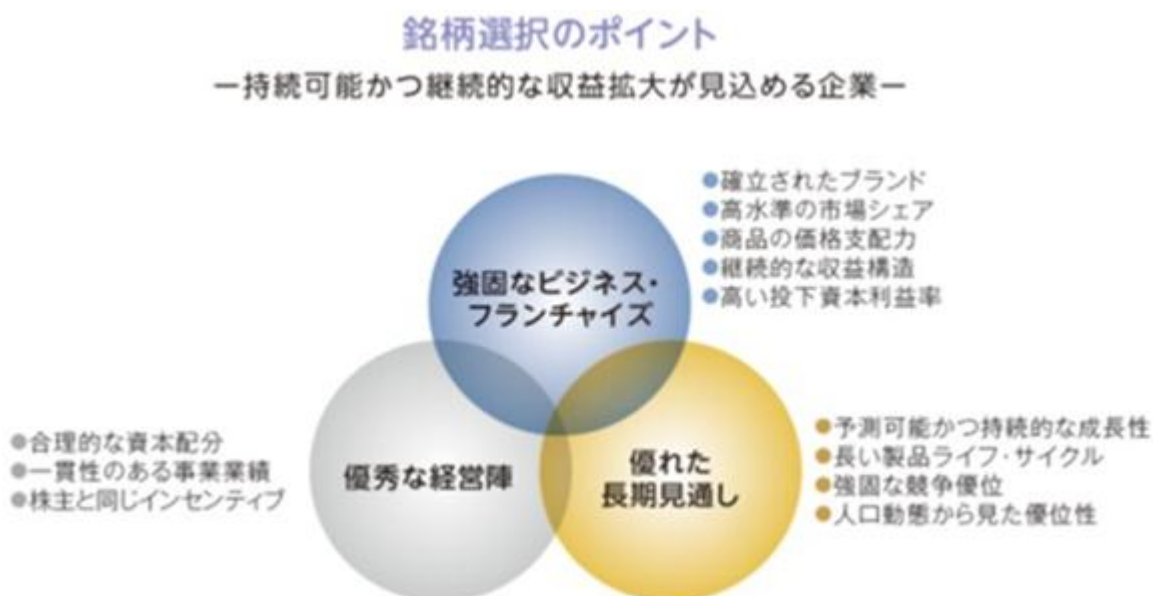 銘柄選択のポイント
ー持続可能かつ継続的な収益拡大が見込める企業ー
強固なビジネス・
フランチャイズ
●確立されたブランド
●高水準の市場シェア
●商品の価格支配力
●継続的な収益構造
●高い投下資本利益率
優秀な経営陣
●合理的な資本配分
●一貫性のある事業業績
●株主と同じインセンティブ
優れた
長期見通し
●予測可能かつ持続的な成長性
●長い製品ライフ・サイクル
●強固な競争優位
●人口動態から見た優位性